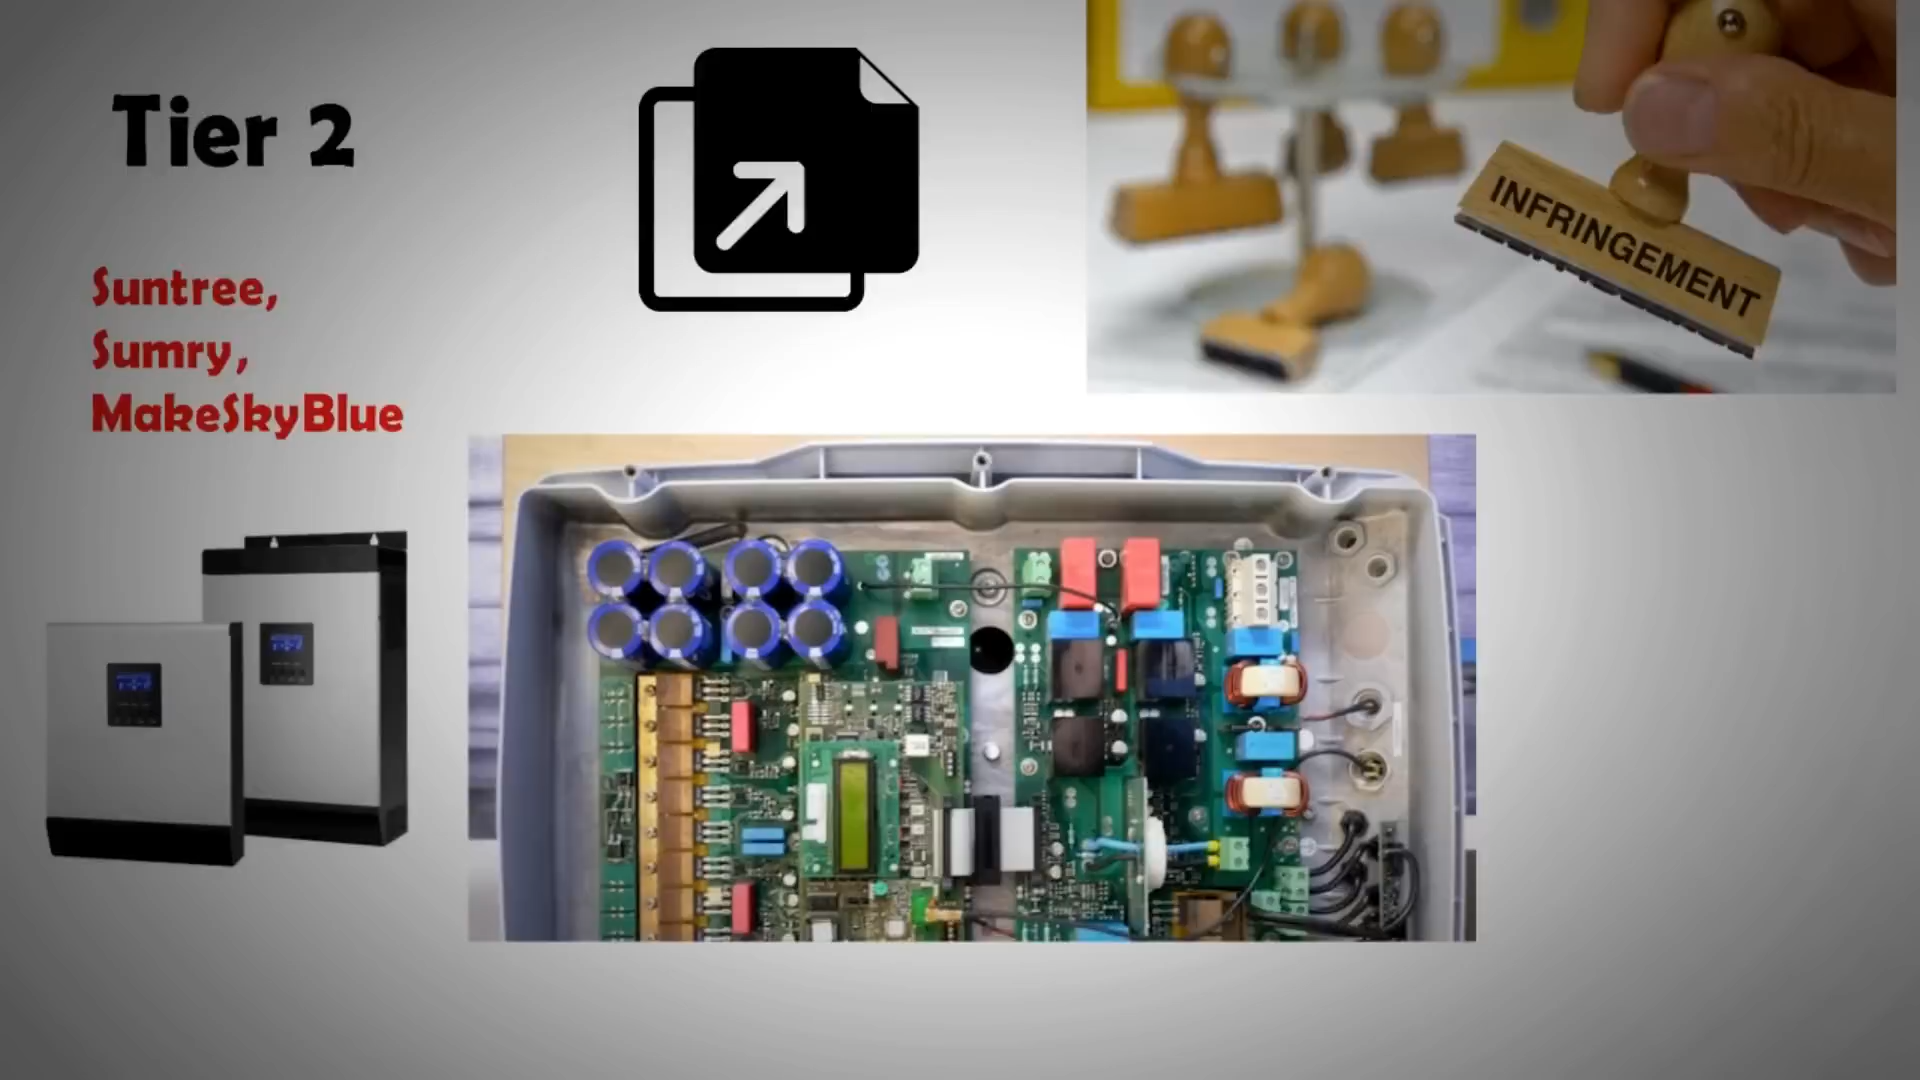 Tier 2
Suntree,
Sumry,
MakeSkyBlue
INFRINGEMENT